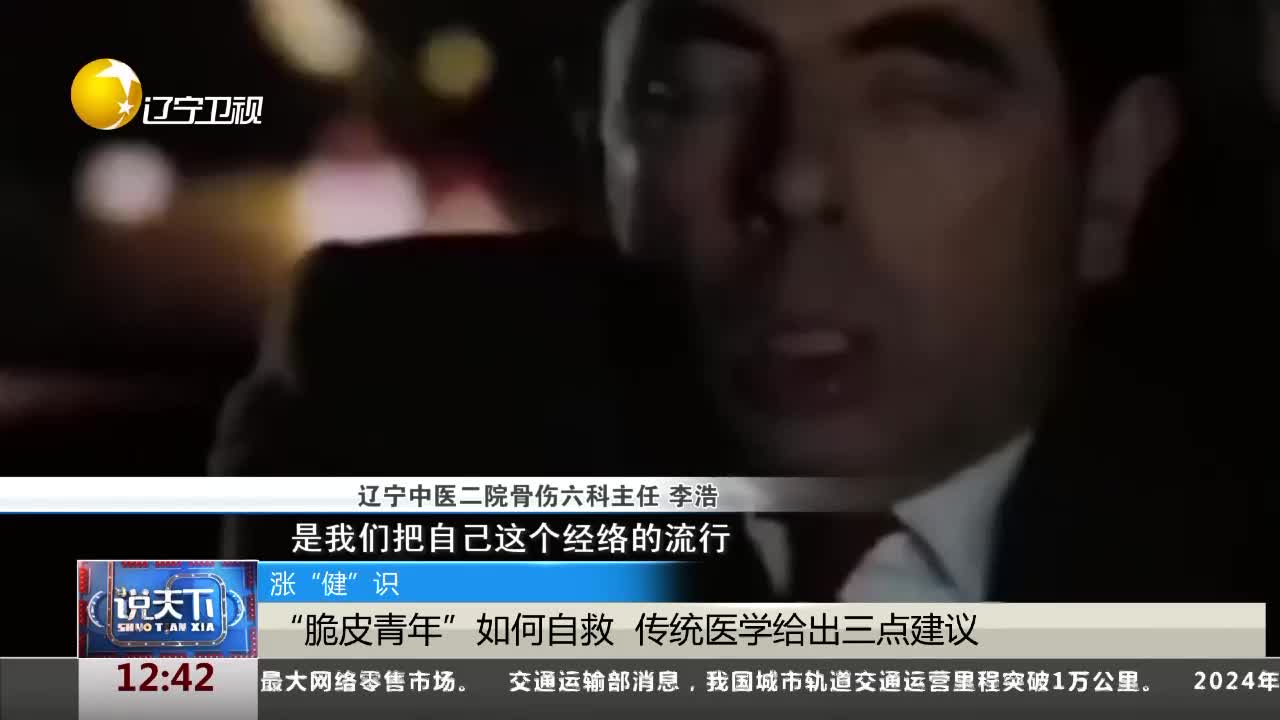 辽宁卫视
辽宁中医二院骨伤六科主任 李浩
是我们把自己这个经络的流行
涨“健”识
说天下
SHUO TIAN XIA
“脆皮青年”如何自救 传统医学给出三点建议
12:42
最大网络零售市场。 交通运输部消息，我国城市轨道交通运营里程突破1万公里。 2024年